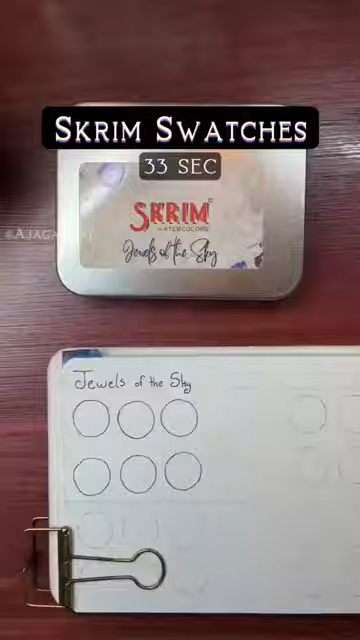 SKRIM SWATCHES
33 SEC
SKRIM
WATERCOLORS
Jewels of the Sky
Jewels of the Sky